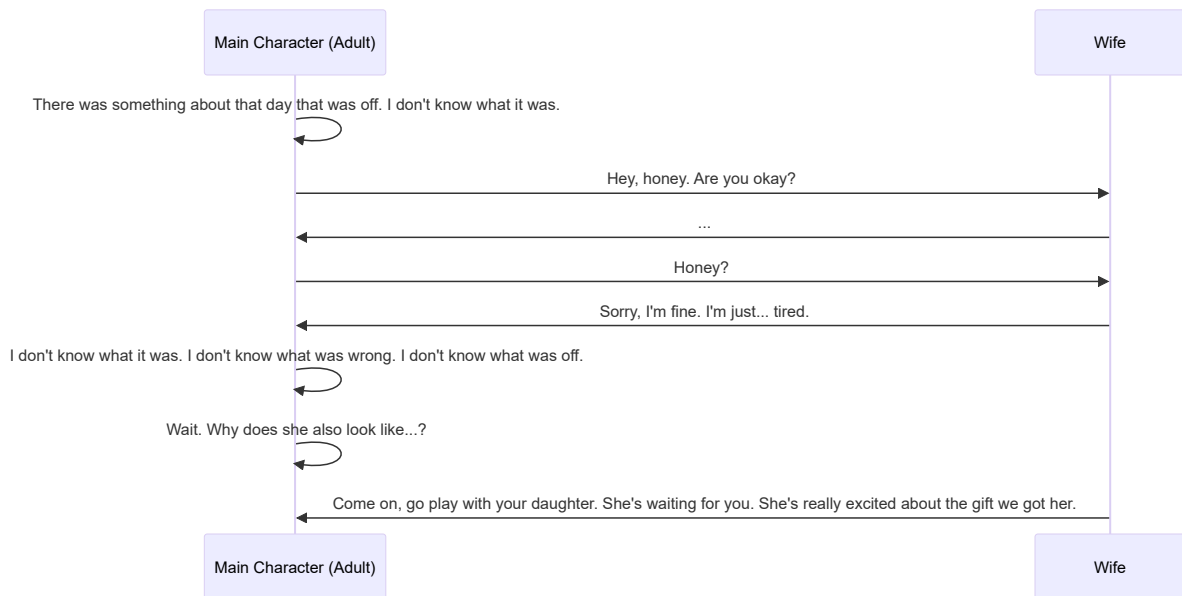 Main Character (Adult)
Wife
There was something about that day that was off. I don't know what it was.
Hey, honey. Are you okay?
...
Honey?
Sorry, I'm fine. I'm just... tired.
I don't know what it was. I don't know what was wrong. I don't know what was off.
Wait. Why does she also look like...?
Come on, go play with your daughter. She's waiting for you. She's really excited about the gift we got her.
Main Character (Adult)
Wife